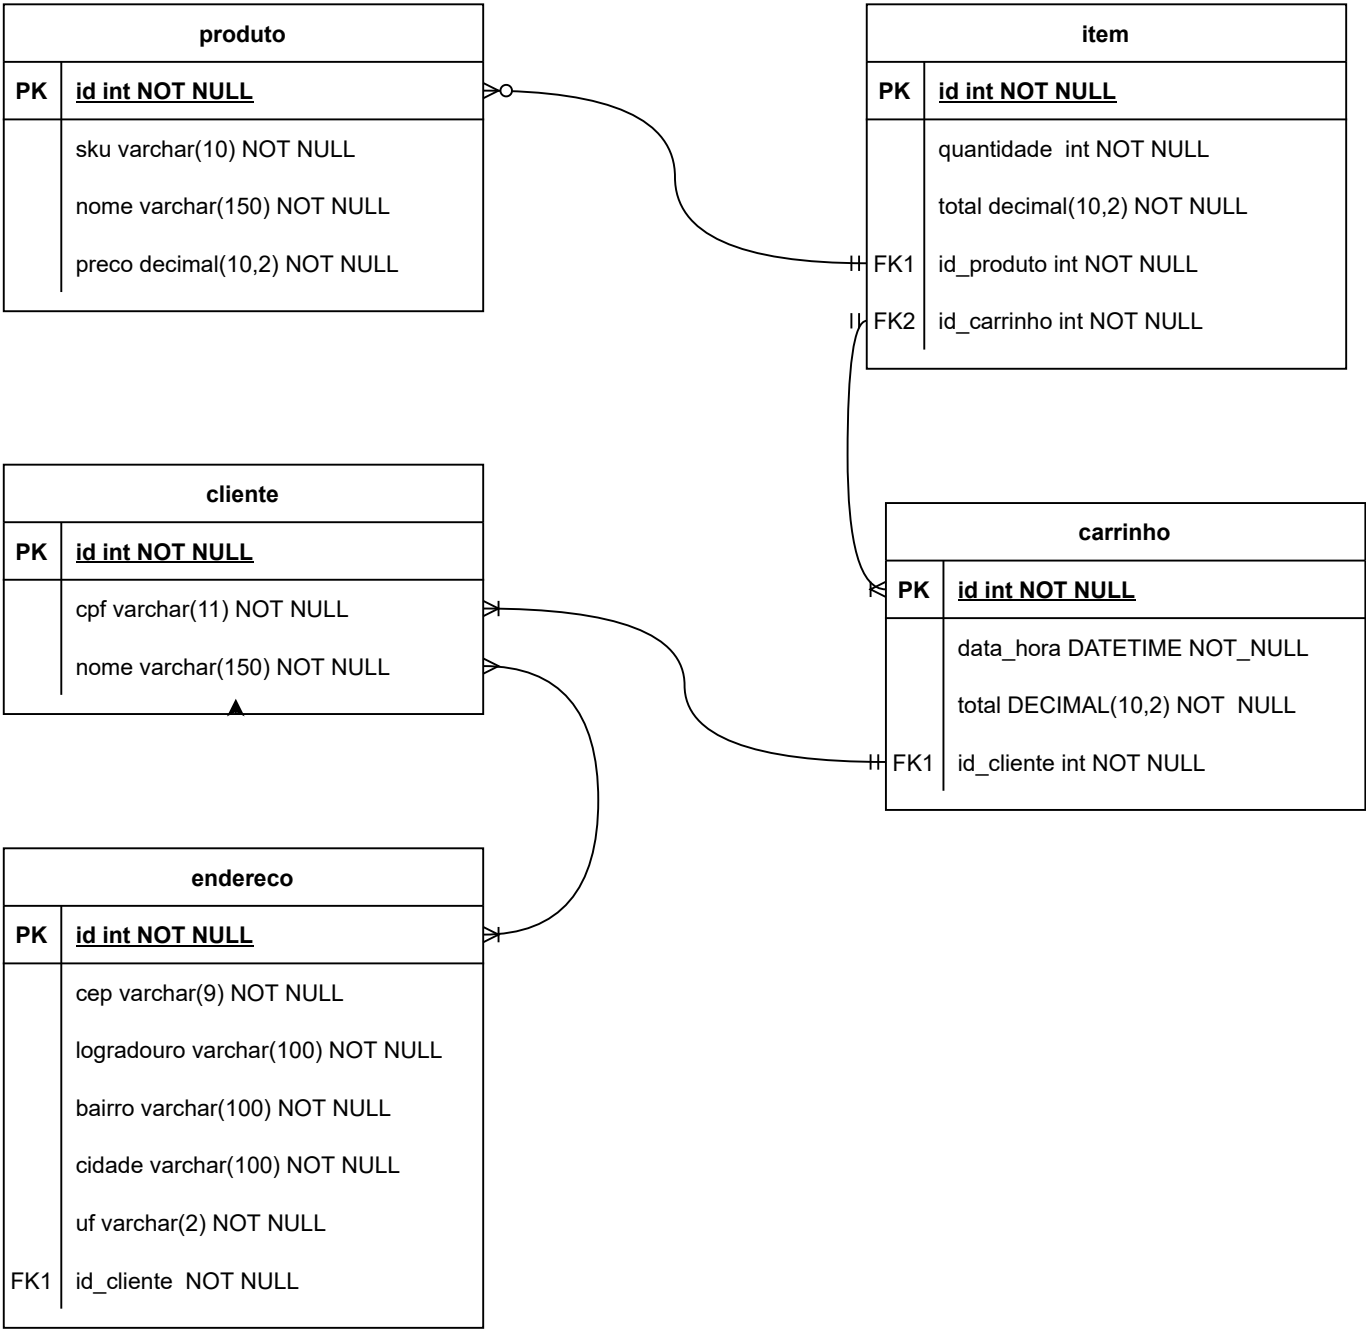 produto
PK id int NOT NULL
sku varchar(10) NOT NULL
nome varchar(150) NOT NULL
preco decimal(10,2) NOT NULL
item
PK id int NOT NULL
quantidade  int NOT NULL
total decimal(10,2) NOT NULL
FK1 id_produto int NOT NULL
FK2 id_carrinho int NOT NULL
cliente
PK id int NOT NULL
cpf varchar(11) NOT NULL
nome varchar(150) NOT NULL
carrinho
PK id int NOT NULL
data_hora DATETIME NOT_NULL
total DECIMAL(10,2) NOT  NULL
FK1 id_cliente int NOT NULL
endereco
PK id int NOT NULL
cep varchar(9) NOT NULL
logradouro varchar(100) NOT NULL
bairro varchar(100) NOT NULL
cidade varchar(100) NOT NULL
uf varchar(2) NOT NULL
FK1 id_cliente  NOT NULL